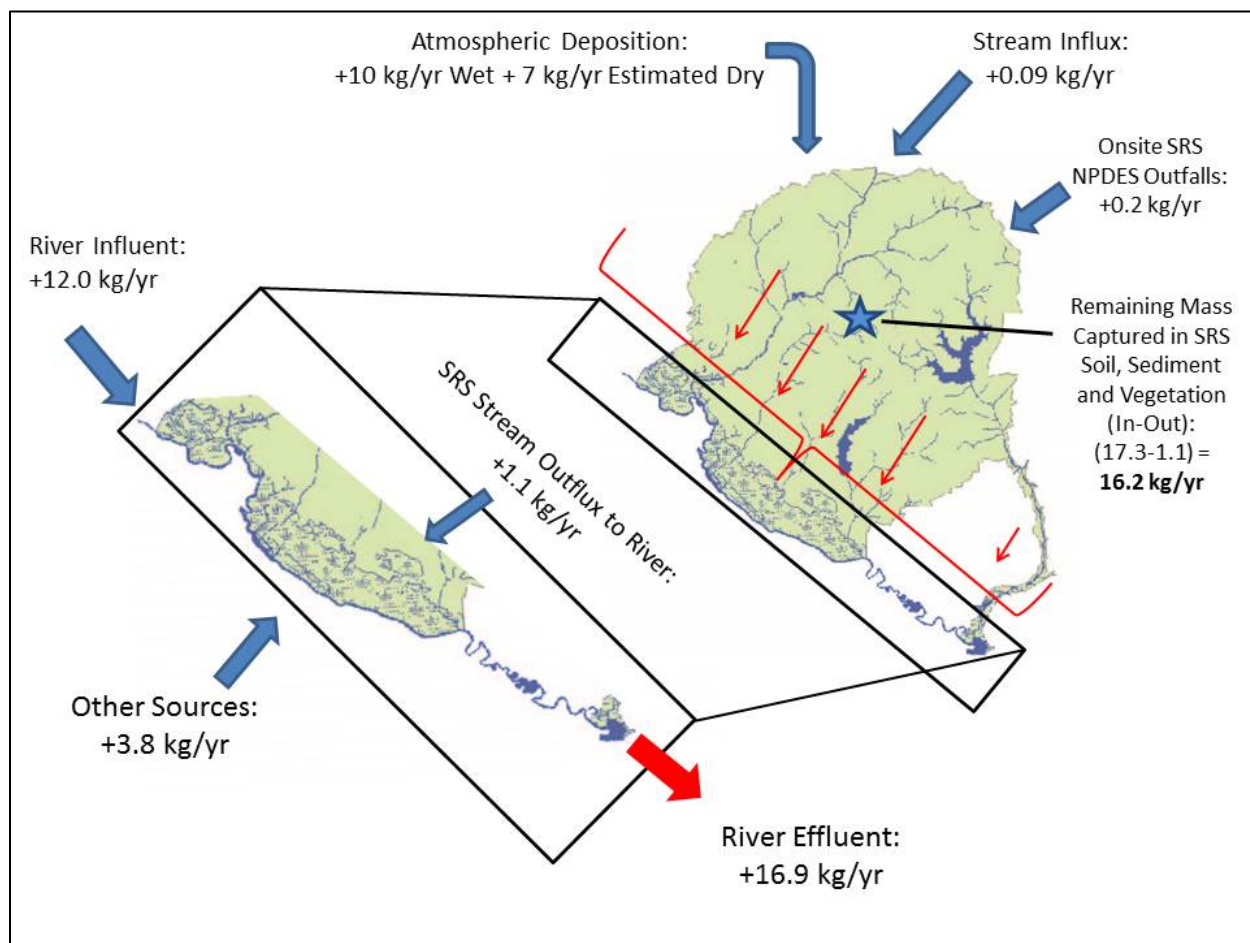 Atmospheric Deposition:
+10 kg/yr Wet + 7 kg/yr Estimated Dry
Stream Influx:
+0.09 kg/yr
Onsite SRS
NPDES Outfalls:
+0.2 kg/yr
River Influent:
+12.0 kg/yr
Remaining Mass
Captured in SRS
Soil, Sediment
and Vegetation
(In-Out):
(17.3-1.1) =
16.2 kg/yr
SRS Stream Outflux to River:
+1.1 kg/yr
Other Sources:
+3.8 kg/yr
River Effluent:
+16.9 kg/yr